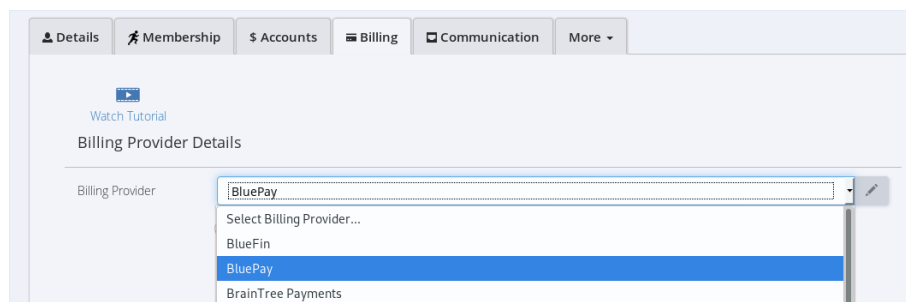 Details Membership $ Accounts Billing Communication More
Watch Tutorial
Billing Provider Details
Billing Provider BluePay
Select Billing Provider...
BlueFin
BluePay
BrainTree Payments